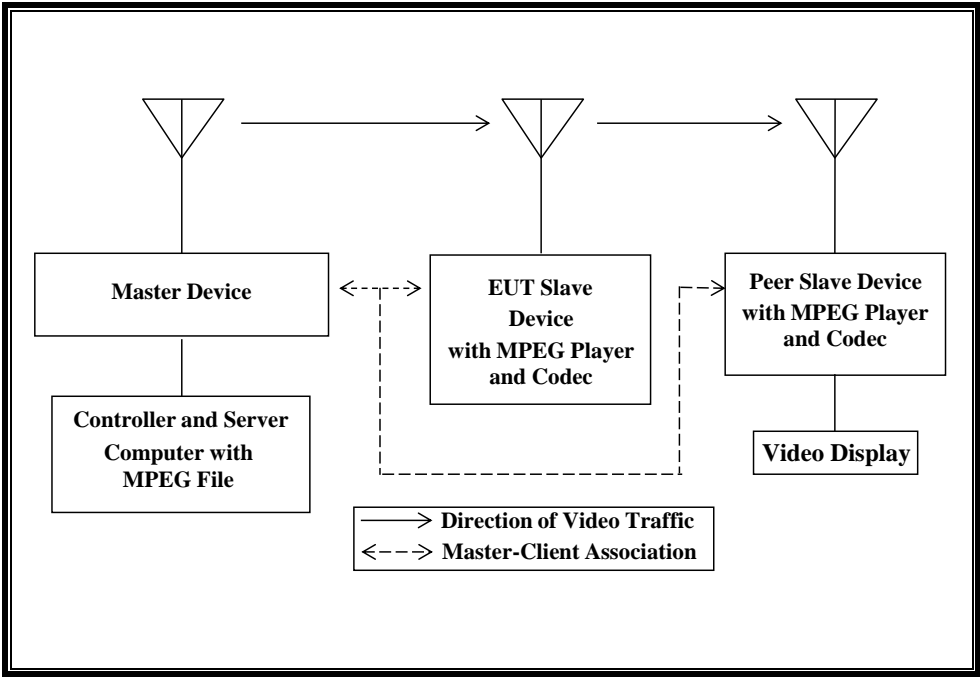 Master Device
EUT Slave
Device
with MPEG Player
and Codec
Peer Slave Device
with MPEG Player
and Codec
Controller and Server
Computer with
MPEG File
Video Display
Direction of Video Traffic
Master-Client Association